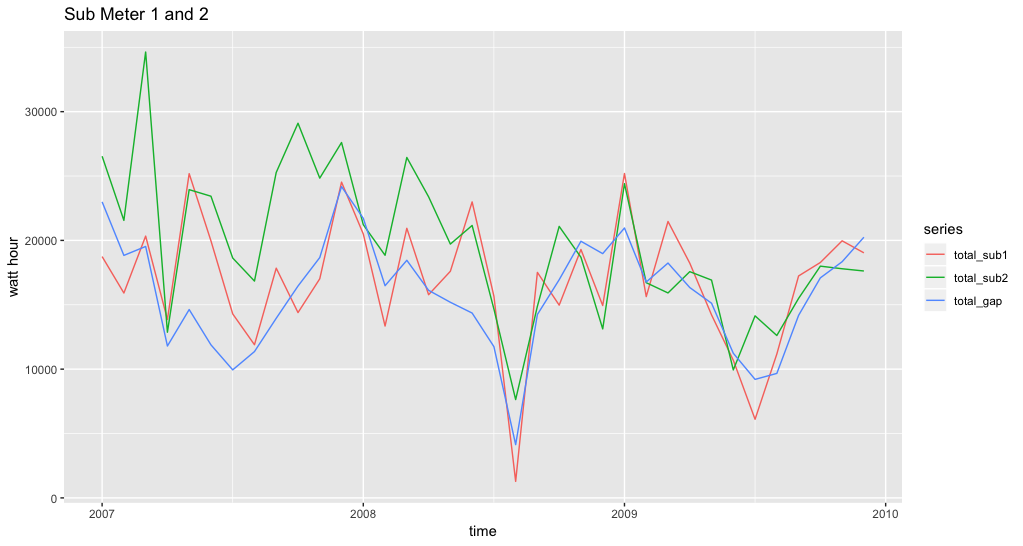 Sub Meter 1 and 2
watt hour
30000
20000
10000
0
2007
2008
2009
2010
time
series
total_sub1
total_sub2
total_gap